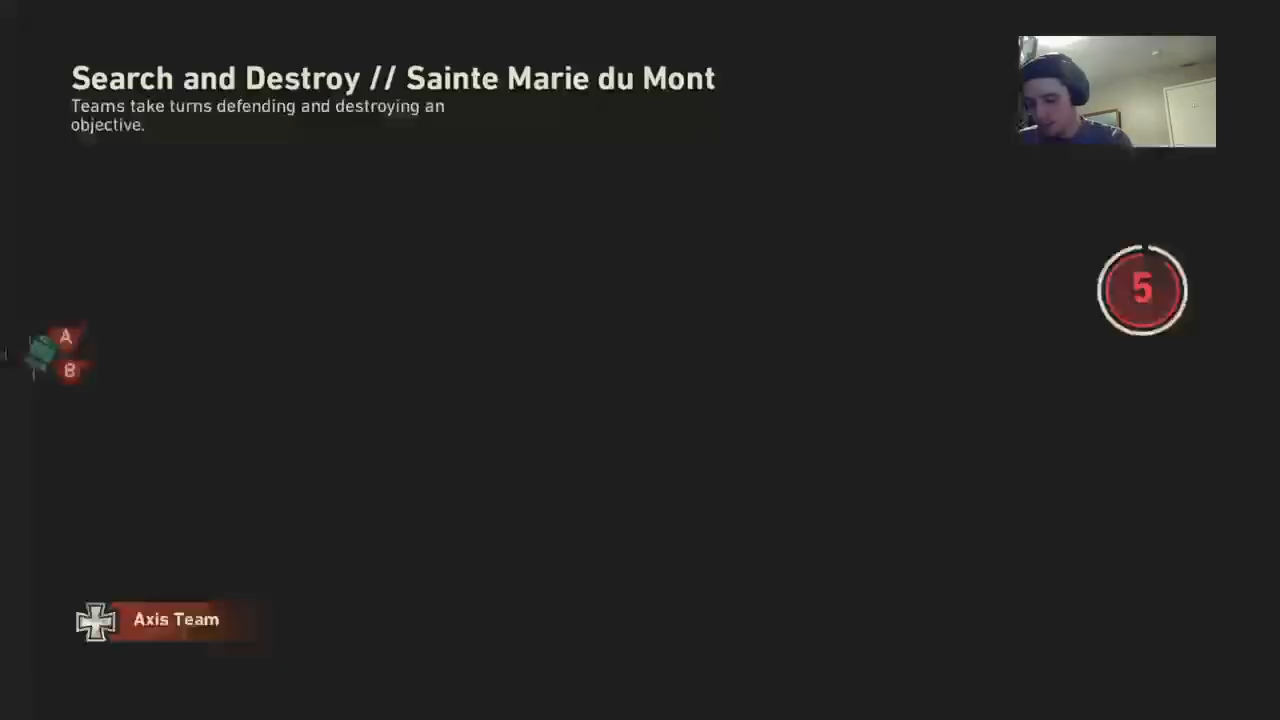 Search and Destroy // Sainte Marie du Mont
Teams take turns defending and destroying an
objective.
5
A
B
Axis Team